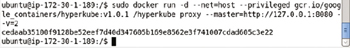 ubuntu@ip-172-30-1-189:~$ sudo docker run -d --net=host --privileged gcr.io/goog
le_containers/hyperkube:v1.0.1 /hyperkube proxy --master=http://127.0.0.1:8080 -
-v=2
cedaab35100f9128be52eef7d40d347605b169e8562e3f741007cdad605c3e22
ubuntu@ip-172-30-1-189:~$